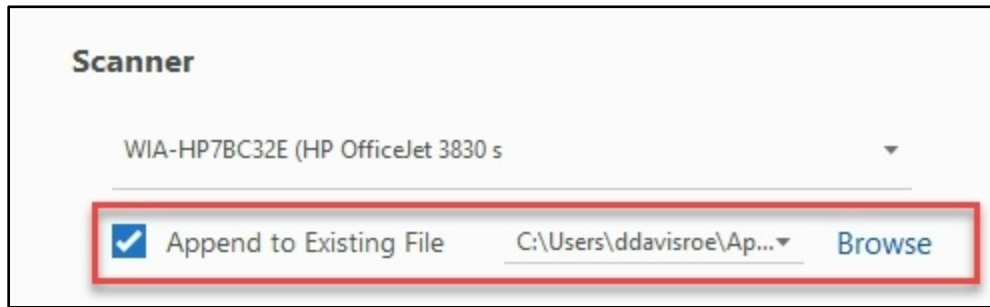 Scanner
WIA-HP7BC32E (HP OfficeJet 3830 s
Append to Existing File C:\Users\ddavisroe\Ap... Browse